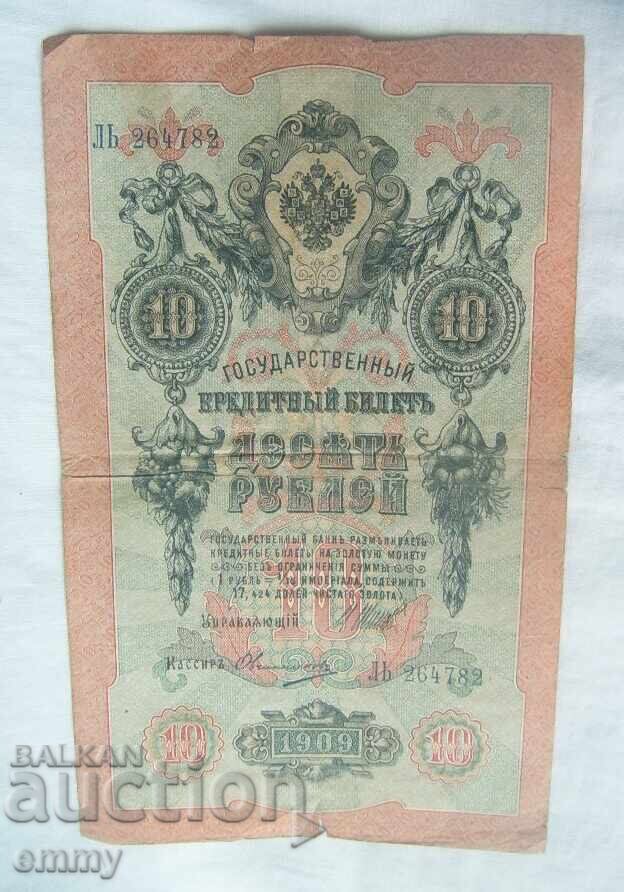 ЛЬ 264782
10 10
ГОСУДАРСТВЕННЫЙ
КРЕДИТНЫЙ БИЛЕТЪ
ДЕСЯТЬ
РУБЛЕЙ
ГОСУДАРСТВЕННЫЙ БАНКЪ РАЗМѢНИВАЕТЪ
КРЕДИТНЫЕ БИЛЕТЫ НА ЗОЛОТУЮ МОНЕТУ
БЕЗЪ ОГРАНИЧЕНІЯ СУММЫ
(1 РУБЛЬ = 1/15 ИМПЕРІАЛА, СОДЕРЖИТЪ
17,424 ДОЛЕЙ ЧИСТАГО ЗОЛОТА)
10
УПРАВЛЯЮЩІЙ
КАССИРЪ
ЛЬ 264782
10 1909 10
BALKAN
auction
emmy